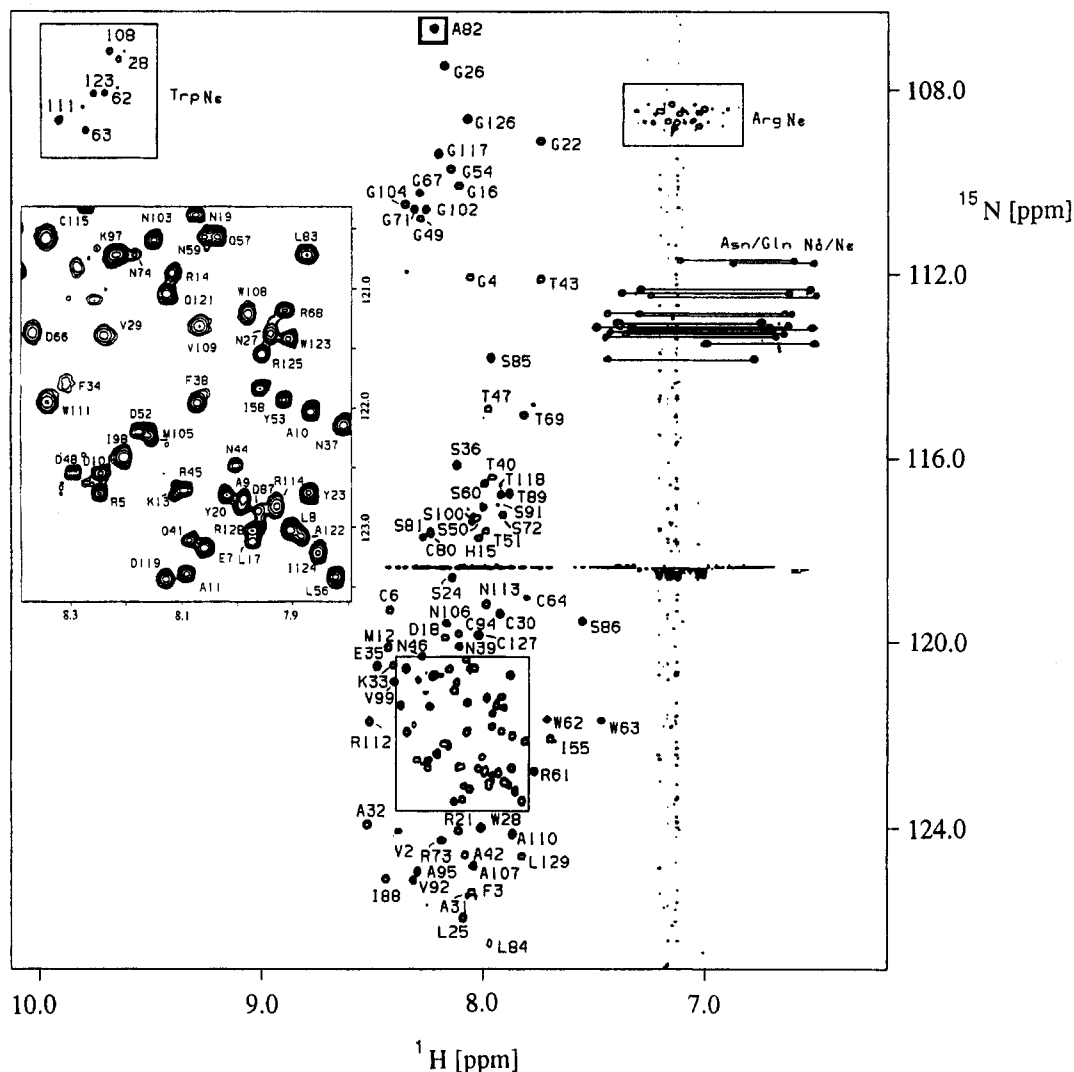 A82
108
28
123
62
111
63
Trp Nε
G26
G126
G22
G117
G54
G67
G16
G104
G102
G71
G49
G4
T43
Arg Nε
Asn/Gln Nδ/Nε
108.0
15N [ppm]
112.0
116.0
120.0
124.0
C115
N103
N19
K97
N59
Q57
L83
N74
R14
Q121
W108
R68
D66
V29
V109
N27
W123
R125
F34
F38
W111
I58
Y53
A10
N37
D52
M105
I98
D48
D101
N44
R5
K13
R45
A9
D87
R114
Y23
Y20
Q41
R128
L8
A122
E7
L17
I124
D119
A11
L56
121.0
122.0
123.0
8.3
8.1
7.9
S85
T47
T69
S36
T40
T118
S60
T89
S100
S91
S81
S50
S72
C80
T51
H15
S24
N113
C64
C6
N106
C30
S86
D18
C94
C127
M12
N46
N39
E35
K33
V99
R112
W62
W63
I55
R61
A32
R21
W28
V2
A110
R73
A42
L129
A95
A107
I88
V92
F3
A31
L25
L84
10.0
9.0
8.0
7.0
1H [ppm]